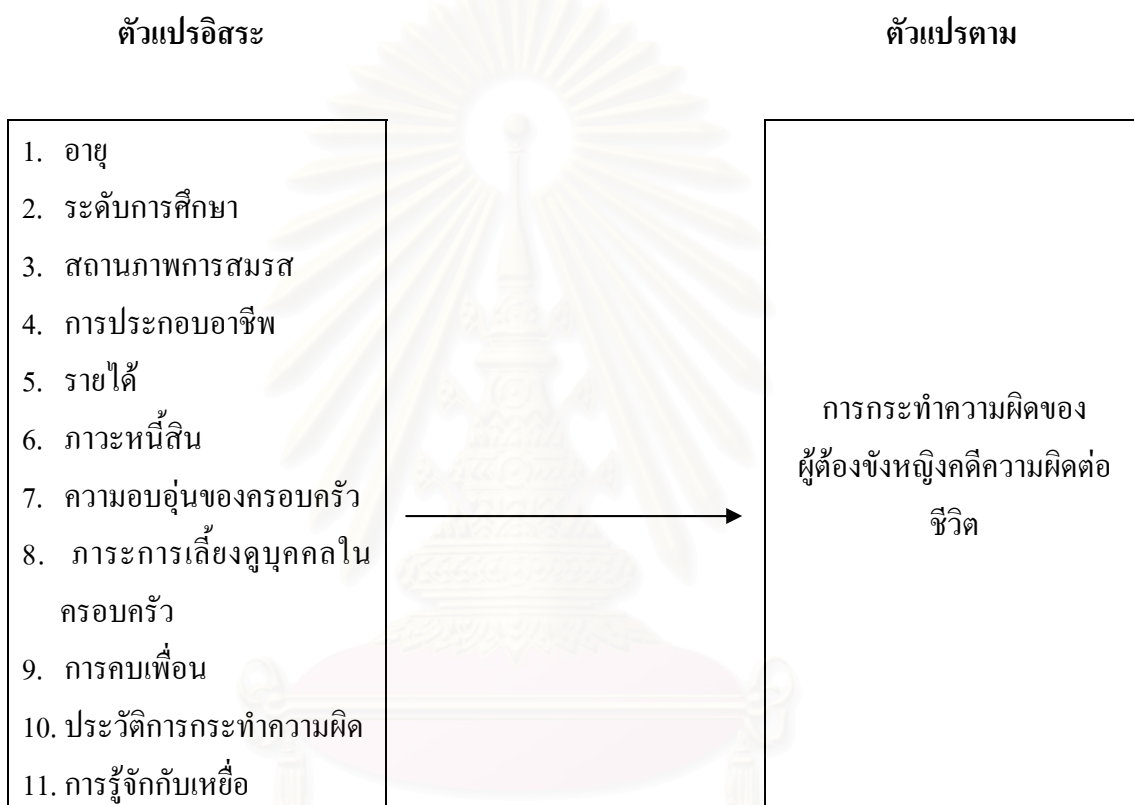 ตัวแปรอิสระ
ตัวแปรตาม
1. อายุ
2. ระดับการศึกษา
3. สถานภาพการสมรส
4. การประกอบอาชีพ
5. รายได้
6. ภาวะหนี้สิน
7. ความอบอุ่นของครอบครัว
8. ภาระการเลี้ยงดูบุคคลใน
ครอบครัว
9. การคบเพื่อน
10. ประวัติการกระทำความผิด
11. การรู้จักกับเหยื่อ
การกระทำความผิดของ
ผู้ต้องขังหญิงคดีความผิดต่อ
ชีวิต